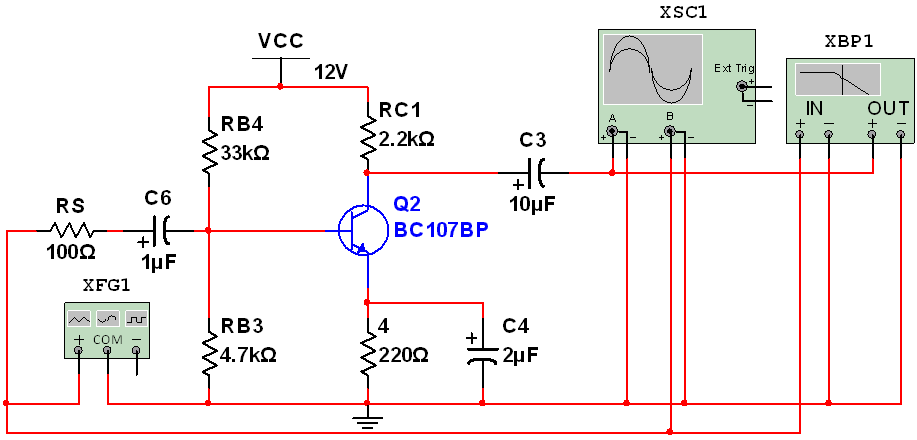 XSC1
XBP1
VCC
12V
Ext Trig
+
−
A
B
+ − + −
IN OUT
+ − + −
RB4
33kΩ
RC1
2.2kΩ
C3
+
10µF
RS
100Ω
C6
+
1µF
Q2
BC107BP
XFG1
+ COM −
RB3
4.7kΩ
4
220Ω
C4
+
2µF